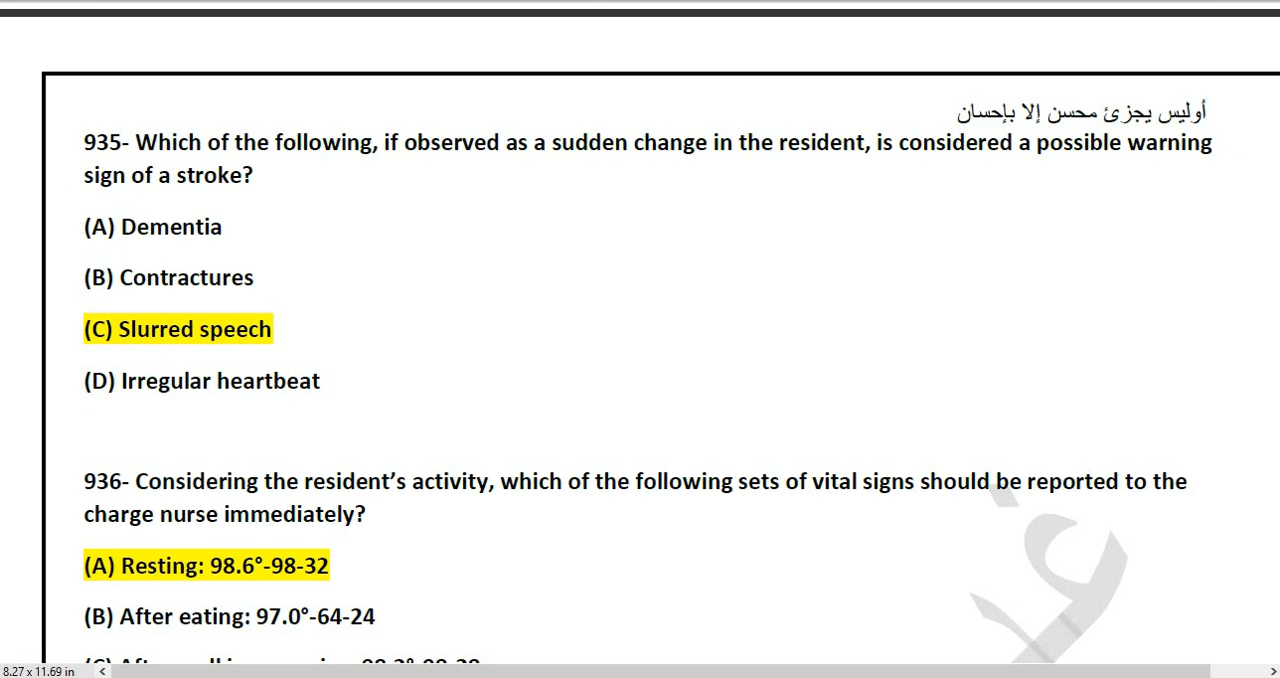 أوليس يجزئ محسن إلا بإحسان
935- Which of the following, if observed as a sudden change in the resident, is considered a possible warning
sign of a stroke?
(A) Dementia
(B) Contractures
(C) Slurred speech
(D) Irregular heartbeat
936- Considering the resident’s activity, which of the following sets of vital signs should be reported to the
charge nurse immediately?
(A) Resting: 98.6°-98-32
(B) After eating: 97.0°-64-24
8.27 x 11.69 in